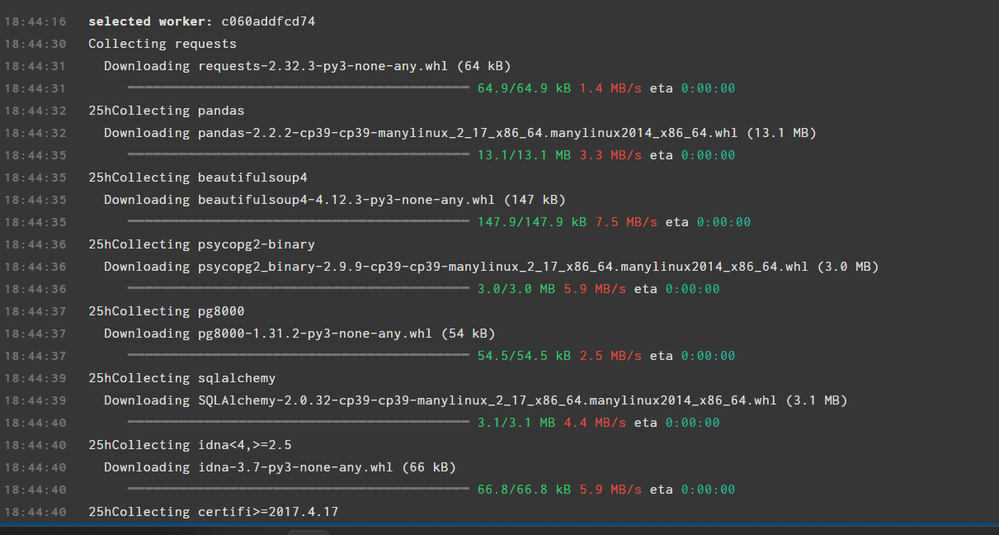 18:44:16 selected worker: c060addfcd74
18:44:30 Collecting requests
18:44:31 Downloading requests-2.32.3-py3-none-any.whl (64 kB)
18:44:31 64.9/64.9 kB 1.4 MB/s eta 0:00:00
18:44:32 25hCollecting pandas
18:44:32 Downloading pandas-2.2.2-cp39-cp39-manylinux_2_17_x86_64.manylinux2014_x86_64.whl (13.1 MB)
18:44:35 13.1/13.1 MB 3.3 MB/s eta 0:00:00
18:44:35 25hCollecting beautifulsoup4
18:44:35 Downloading beautifulsoup4-4.12.3-py3-none-any.whl (147 kB)
18:44:35 147.9/147.9 kB 7.5 MB/s eta 0:00:00
18:44:36 25hCollecting psycopg2-binary
18:44:36 Downloading psycopg2_binary-2.9.9-cp39-cp39-manylinux_2_17_x86_64.manylinux2014_x86_64.whl (3.0 MB)
18:44:36 3.0/3.0 MB 5.9 MB/s eta 0:00:00
18:44:37 25hCollecting pg8000
18:44:37 Downloading pg8000-1.31.2-py3-none-any.whl (54 kB)
18:44:37 54.5/54.5 kB 2.5 MB/s eta 0:00:00
18:44:39 25hCollecting sqlalchemy
18:44:39 Downloading SQLAlchemy-2.0.32-cp39-cp39-manylinux_2_17_x86_64.manylinux2014_x86_64.whl (3.1 MB)
18:44:40 3.1/3.1 MB 4.4 MB/s eta 0:00:00
18:44:40 25hCollecting idna<4,>=2.5
18:44:40 Downloading idna-3.7-py3-none-any.whl (66 kB)
18:44:40 66.8/66.8 kB 5.9 MB/s eta 0:00:00
18:44:40 25hCollecting certifi>=2017.4.17